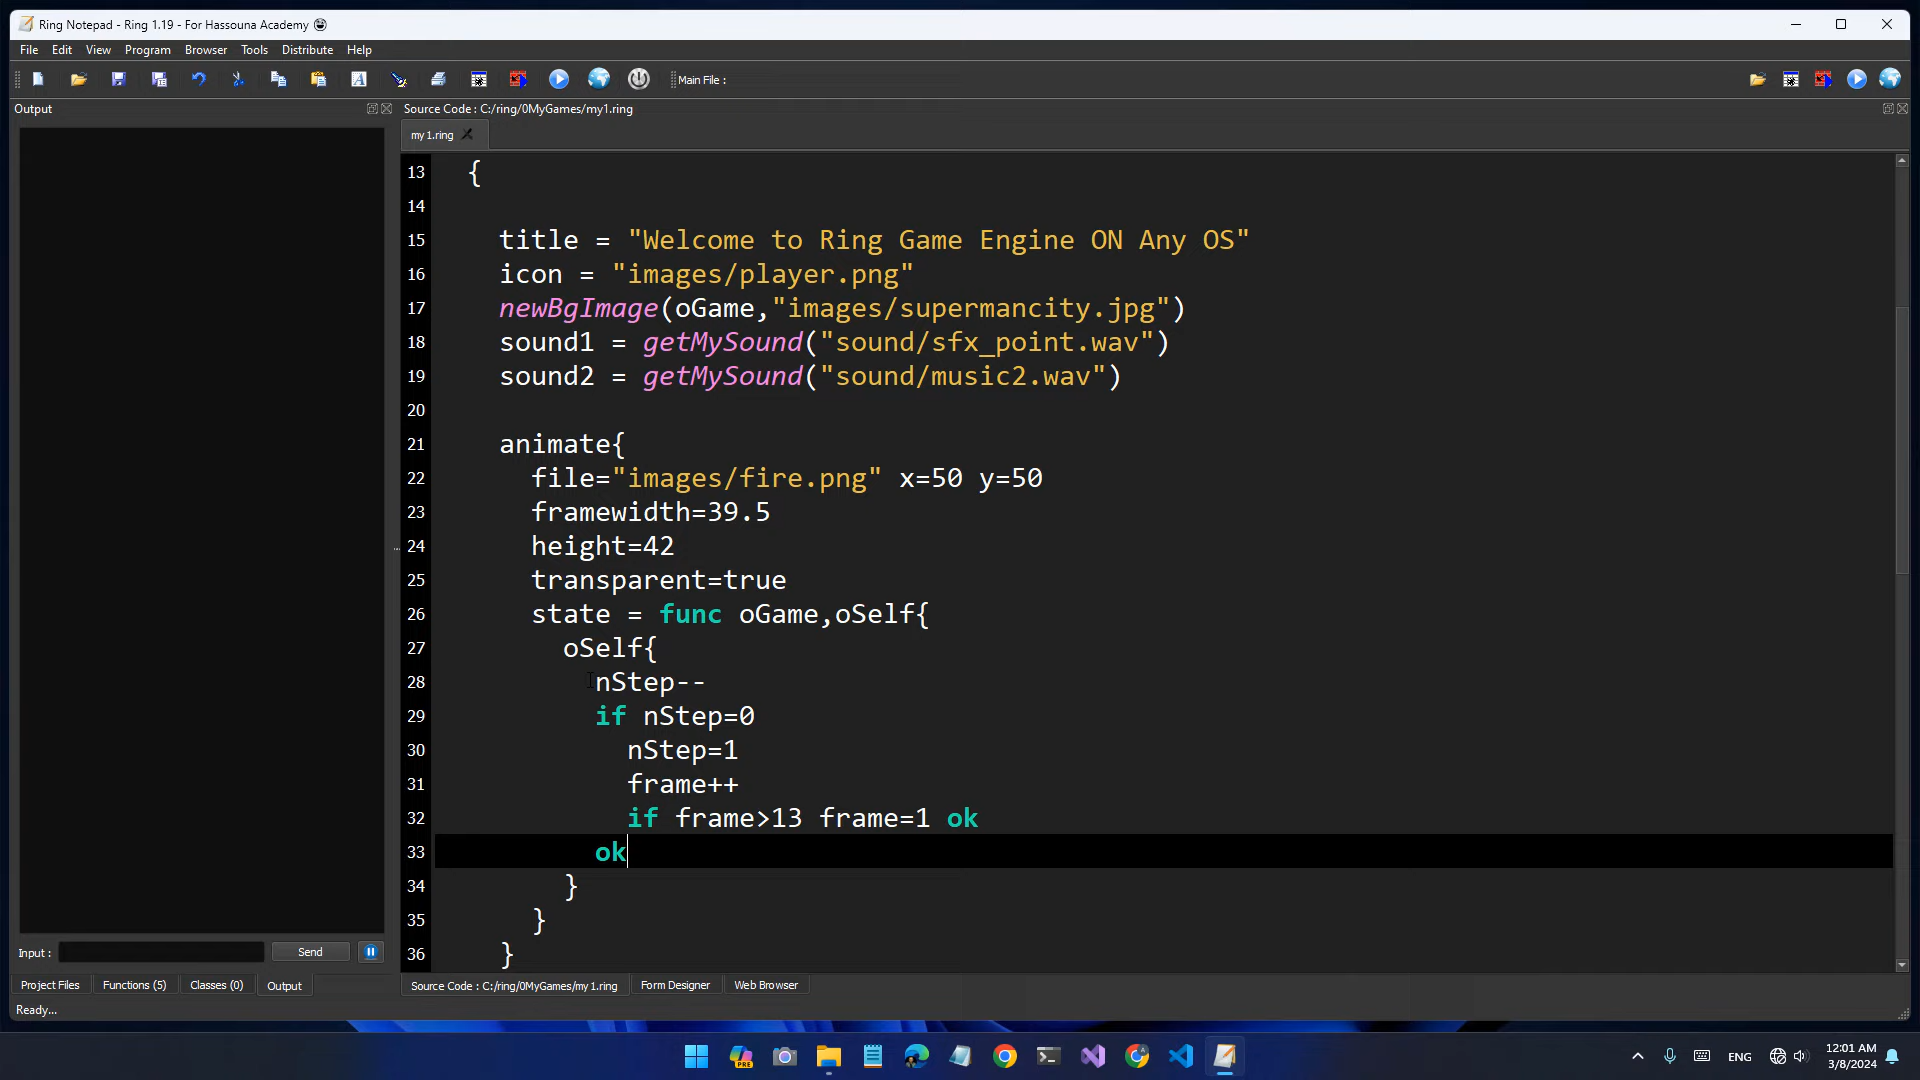 Ring Notepad - Ring 1.19 - For Hassouna Academy
File Edit View Program Browser Tools Distribute Help
Main File :
Output
Source Code : C:/ring/0MyGames/my1.ring
my1.ring
13 {
14
15 title = "Welcome to Ring Game Engine ON Any OS"
16 icon = "images/player.png"
17 newBgImage(oGame,"images/supermancity.jpg")
18 sound1 = getMySound("sound/sfx_point.wav")
19 sound2 = getMySound("sound/music2.wav")
20
21 animate{
22 file="images/fire.png" x=50 y=50
23 framewidth=39.5
24 height=42
25 transparent=true
26 state = func oGame,oSelf{
27 oSelf{
28 nStep--
29 if nStep=0
30 nStep=1
31 frame++
32 if frame>13 frame=1 ok
33 ok
34 }
35 }
36 }
Input : Send
Project Files Functions (5) Classes (0) Output
Source Code : C:/ring/0MyGames/my1.ring Form Designer Web Browser
Ready...
PRE
ENG
12:01 AM
3/8/2024